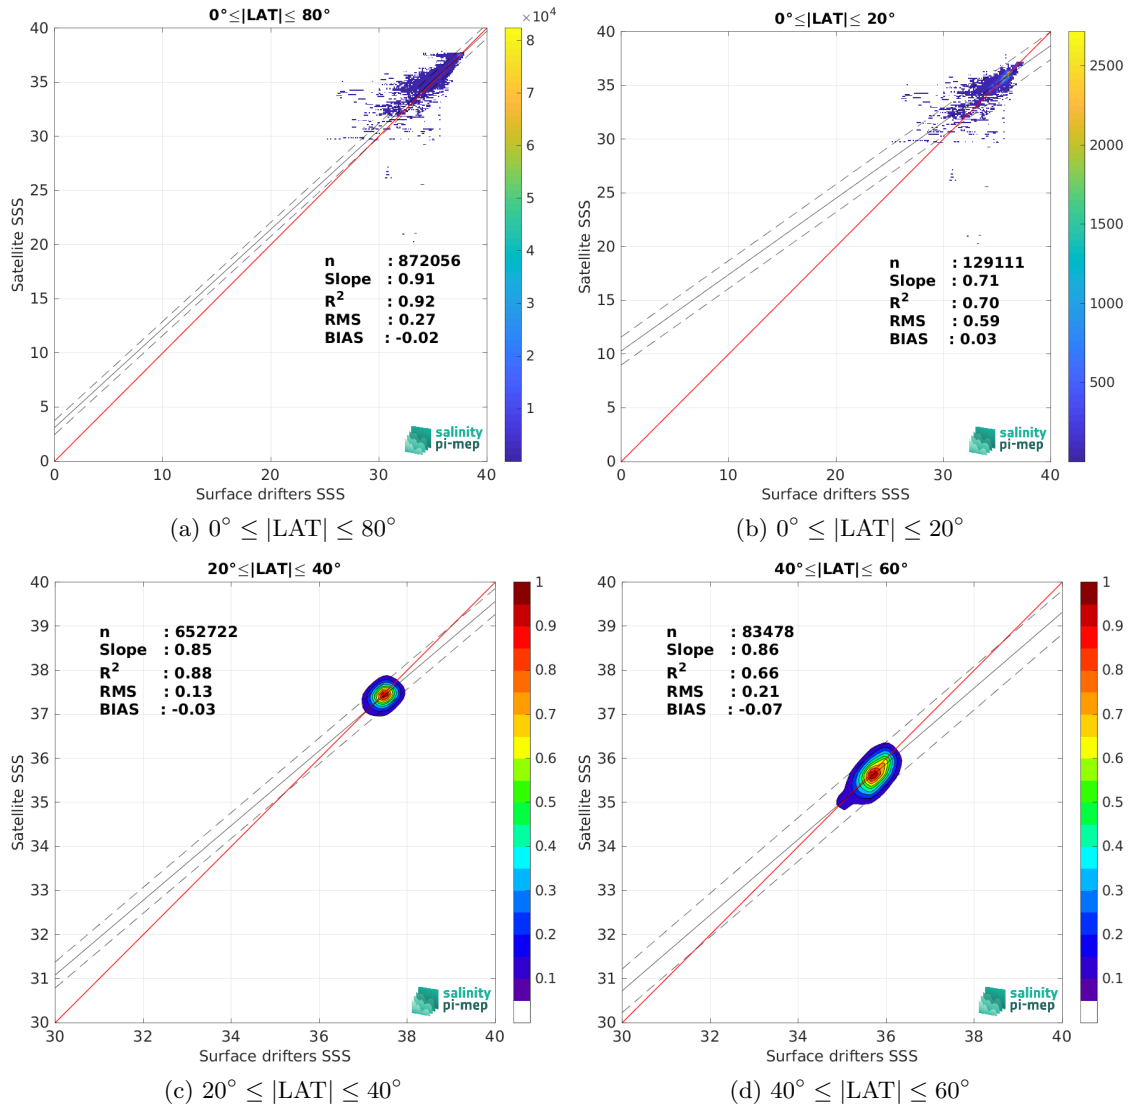 0°≤|LAT|≤ 80°
×10⁴
40
35
30
25
20
15
10
5
0
Satellite SSS
0
10
20
30
40
Surface drifters SSS
n : 872056
Slope : 0.91
R² : 0.92
RMS : 0.27
BIAS : -0.02
salinity
pi-mep
8
7
6
5
4
3
2
1
(a) 0° ≤ |LAT| ≤ 80°
0°≤|LAT|≤ 20°
40
35
30
25
20
15
10
5
0
Satellite SSS
0
10
20
30
40
Surface drifters SSS
n : 129111
Slope : 0.71
R² : 0.70
RMS : 0.59
BIAS : 0.03
salinity
pi-mep
2500
2000
1500
1000
500
(b) 0° ≤ |LAT| ≤ 20°
20°≤|LAT|≤ 40°
40
39
38
37
36
35
34
33
32
31
30
Satellite SSS
30
32
34
36
38
40
Surface drifters SSS
n : 652722
Slope : 0.85
R² : 0.88
RMS : 0.13
BIAS : -0.03
salinity
pi-mep
1
0.9
0.8
0.7
0.6
0.5
0.4
0.3
0.2
0.1
(c) 20° ≤ |LAT| ≤ 40°
40°≤|LAT|≤ 60°
40
39
38
37
36
35
34
33
32
31
30
Satellite SSS
30
32
34
36
38
40
Surface drifters SSS
n : 83478
Slope : 0.86
R² : 0.66
RMS : 0.21
BIAS : -0.07
salinity
pi-mep
1
0.9
0.8
0.7
0.6
0.5
0.4
0.3
0.2
0.1
(d) 40° ≤ |LAT| ≤ 60°